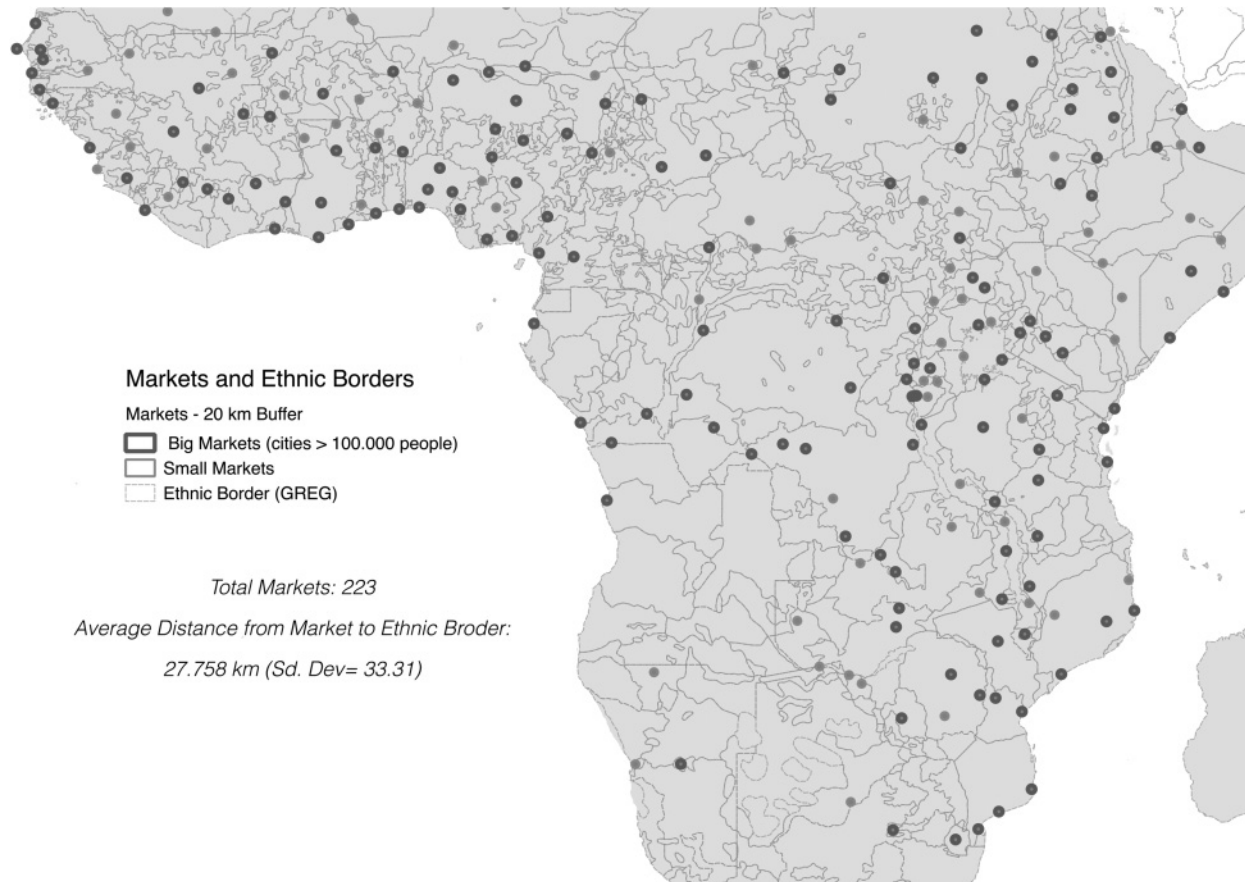 Markets and Ethnic Borders
Markets - 20 km Buffer
Big Markets (cities > 100.000 people)
Small Markets
Ethnic Border (GREG)
Total Markets: 223
Average Distance from Market to Ethnic Broder:
27.758 km (Sd. Dev= 33.31)